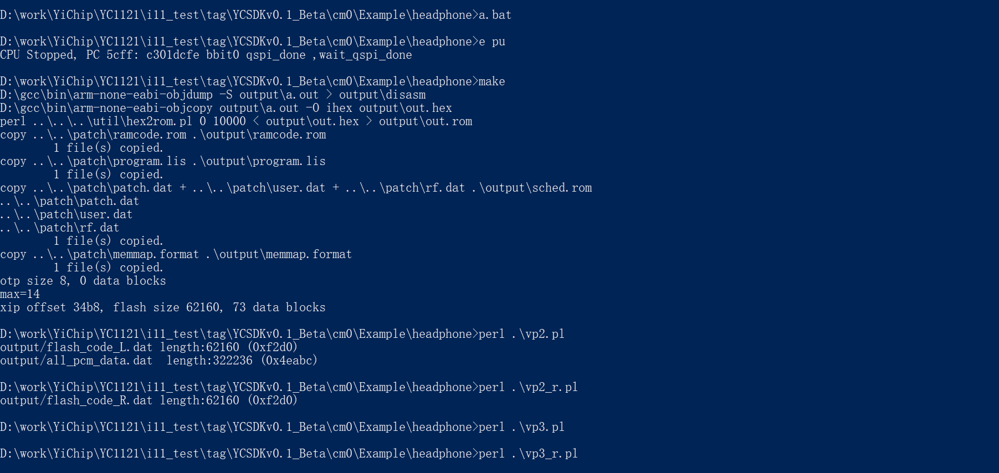 D:\work\YiChip\YC1121\i11_test\tag\YCSDKv0.1_Beta\cm0\Example\headphone>a.bat
D:\work\YiChip\YC1121\i11_test\tag\YCSDKv0.1_Beta\cm0\Example\headphone>e pu
CPU Stopped, PC 5cff: c301dcfe bbit0 qspi_done ,wait_qspi_done
D:\work\YiChip\YC1121\i11_test\tag\YCSDKv0.1_Beta\cm0\Example\headphone>make
D:\gcc\bin\arm-none-eabi-objdump -S output\a.out > output\disasm
D:\gcc\bin\arm-none-eabi-objcopy output\a.out -O ihex output\out.hex
perl ..\..\..\util\hex2rom.pl 0 10000 < output\out.hex > output\out.rom
copy ..\..\patch\ramcode.rom .\output\ramcode.rom
1 file(s) copied.
copy ..\..\patch\program.lis .\output\program.lis
1 file(s) copied.
copy ..\..\patch\patch.dat + ..\..\patch\user.dat + ..\..\patch\rf.dat .\output\sched.rom
..\..\patch\patch.dat
..\..\patch\user.dat
..\..\patch\rf.dat
1 file(s) copied.
copy ..\..\patch\memmap.format .\output\memmap.format
1 file(s) copied.
otp size 8, 0 data blocks
max=14
xip offset 34b8, flash size 62160, 73 data blocks
D:\work\YiChip\YC1121\i11_test\tag\YCSDKv0.1_Beta\cm0\Example\headphone>perl .\vp2.pl
output/flash_code_L.dat length:62160 (0xf2d0)
output/all_pcm_data.dat  length:322236 (0x4eabc)
D:\work\YiChip\YC1121\i11_test\tag\YCSDKv0.1_Beta\cm0\Example\headphone>perl .\vp2_r.pl
output/flash_code_R.dat length:62160 (0xf2d0)
D:\work\YiChip\YC1121\i11_test\tag\YCSDKv0.1_Beta\cm0\Example\headphone>perl .\vp3.pl
D:\work\YiChip\YC1121\i11_test\tag\YCSDKv0.1_Beta\cm0\Example\headphone>perl .\vp3_r.pl